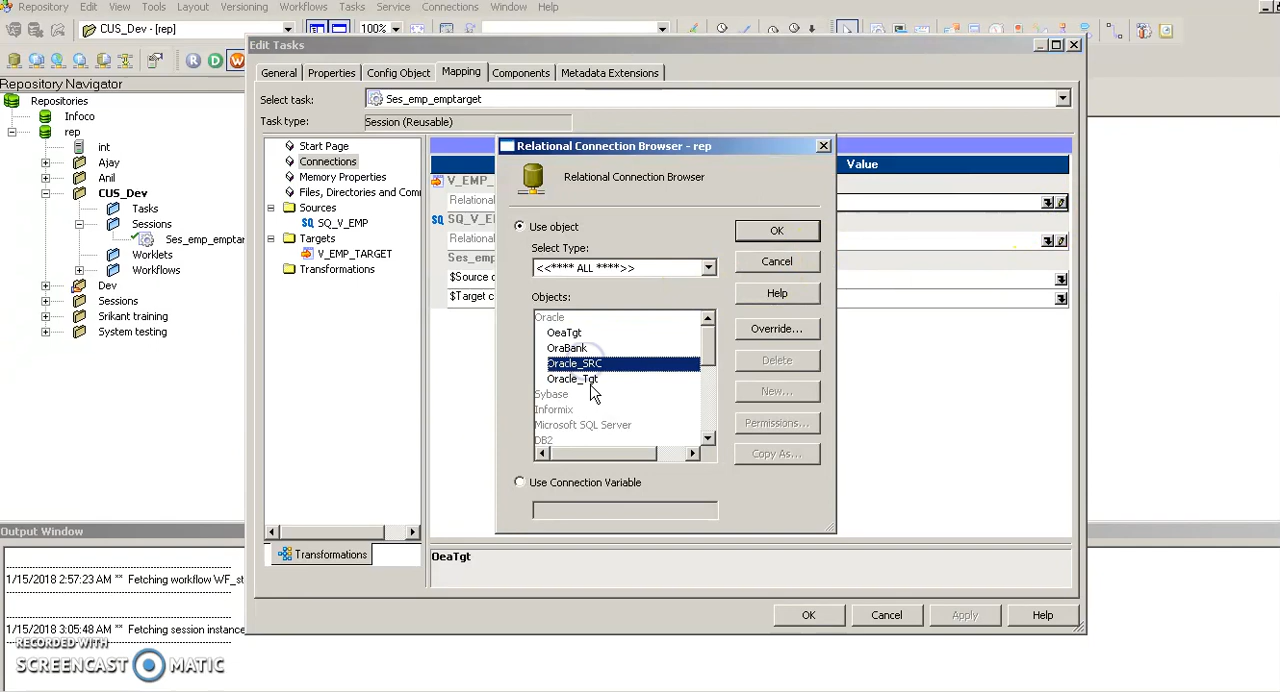 Repository Edit View Tools Layout Versioning Workflows Tasks Service Connections Window Help
CUS_Dev - [rep]
100%
Edit Tasks
General Properties Config Object Mapping Components Metadata Extensions
Select task: Ses_emp_emptarget
Task type: Session (Reusable)
Repository Navigator
Repositories
Infoco
rep
int
Ajay
Anil
CUS_Dev
Tasks
Sessions
Ses_emp_emptar
Worklets
Workflows
Dev
Sessions
Srikant training
System testing
Start Page
Connections
Memory Properties
Files, Directories and Com
Sources
SQ_V_EMP
Targets
V_EMP_TARGET
Transformations
Transformations
Value
V_EMP_
Relational
SQ_V_E
Relational
Ses_em
$Source c
$Target c
Relational Connection Browser - rep
Relational Connection Browser
Use object
Select Type:
<<**** ALL ****>>
Objects:
Oracle
OeaTgt
OraBank
Oracle_SRC
Oracle_Tgt
Sybase
Informix
Microsoft SQL Server
DB2
Use Connection Variable
OK
Cancel
Help
Override...
Delete
New...
Permissions...
Copy As...
OeaTgt
OK Cancel Apply Help
Output Window
1/15/2018 2:57:23 AM ** Fetching workflow WF_st
1/15/2018 3:05:48 AM ** Fetching session instance
RECORDED WITH
SCREENCAST MATIC